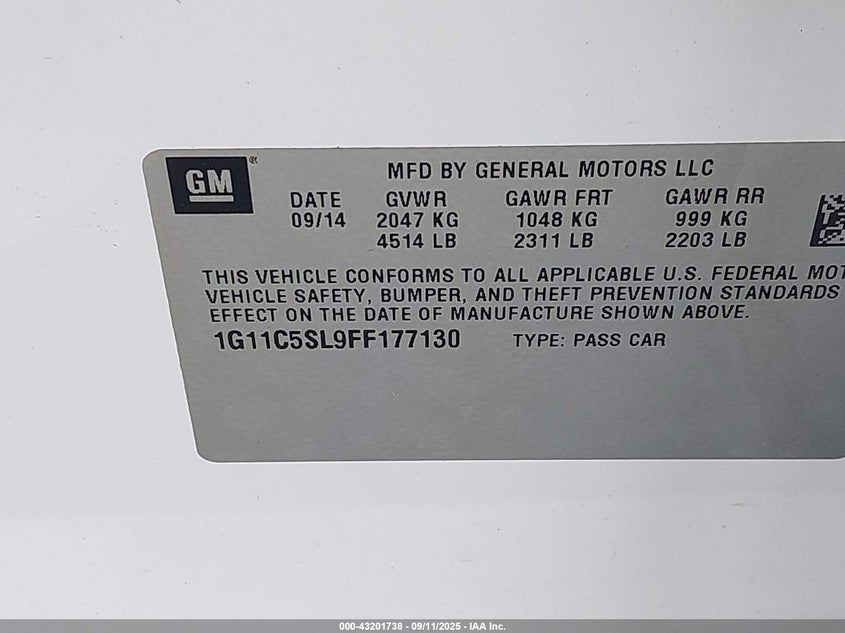 GM®
MFD BY GENERAL MOTORS LLC
DATE GVWR GAWR FRT GAWR RR
09/14 2047 KG 1048 KG 999 KG
4514 LB 2311 LB 2203 LB
THIS VEHICLE CONFORMS TO ALL APPLICABLE U.S. FEDERAL MOT
VEHICLE SAFETY, BUMPER, AND THEFT PREVENTION STANDARDS
EFFECT ON THE DATE OF MANUFACTURE SHOWN ABOVE.
1G11C5SL9FF177130 TYPE: PASS CAR
000-43201738 - 09/11/2025 - IAA Inc.